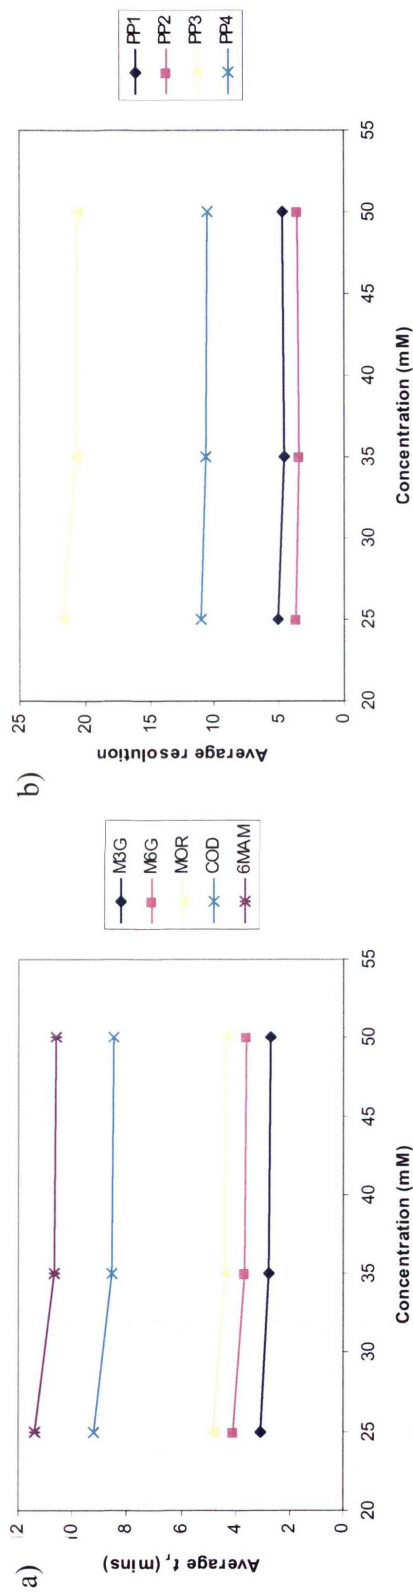 a)
12
10
8
6
4
2
0
Average tr (mins)
20 25 30 35 40 45 50 55
Concentration (mM)
M3G
M6G
MOR
COD
6MAM
b)
25
20
15
10
5
0
Average resolution
20 25 30 35 40 45 50 55
Concentration (mM)
PP1
PP2
PP3
PP4